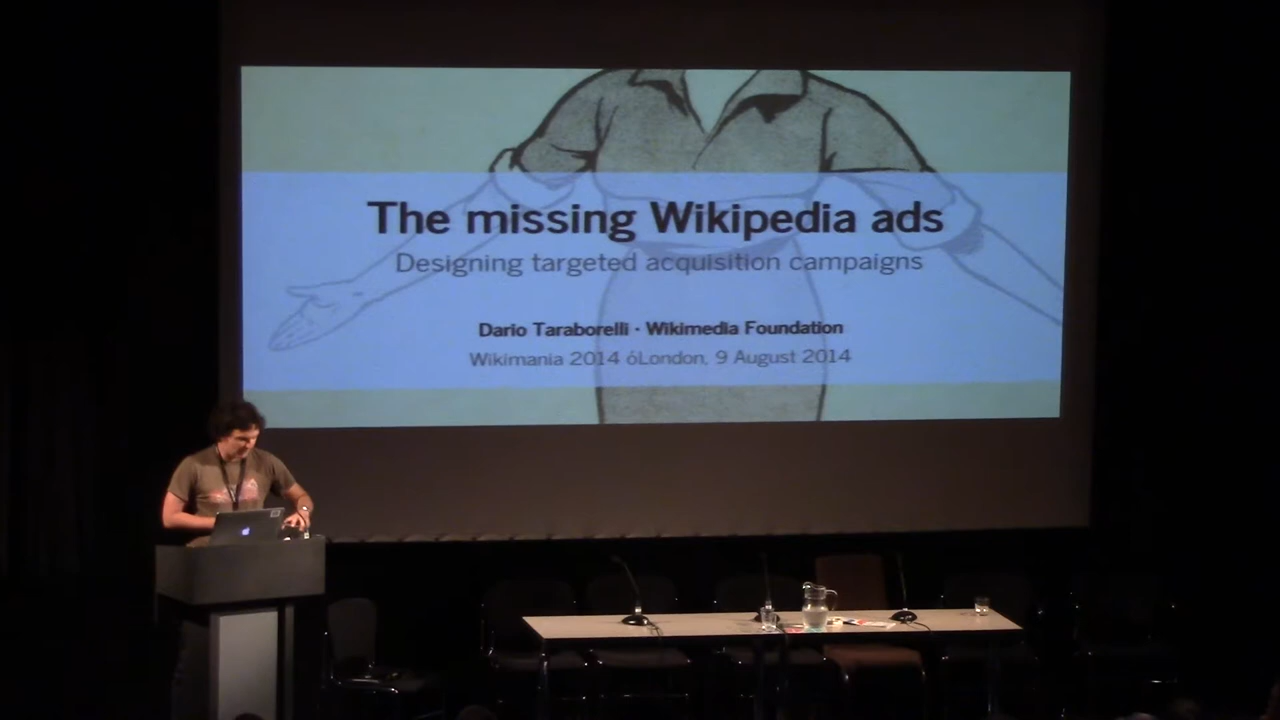 The missing Wikipedia ads
Designing targeted acquisition campaigns
Dario Taraborelli · Wikimedia Foundation
Wikimania 2014 óLondon, 9 August 2014